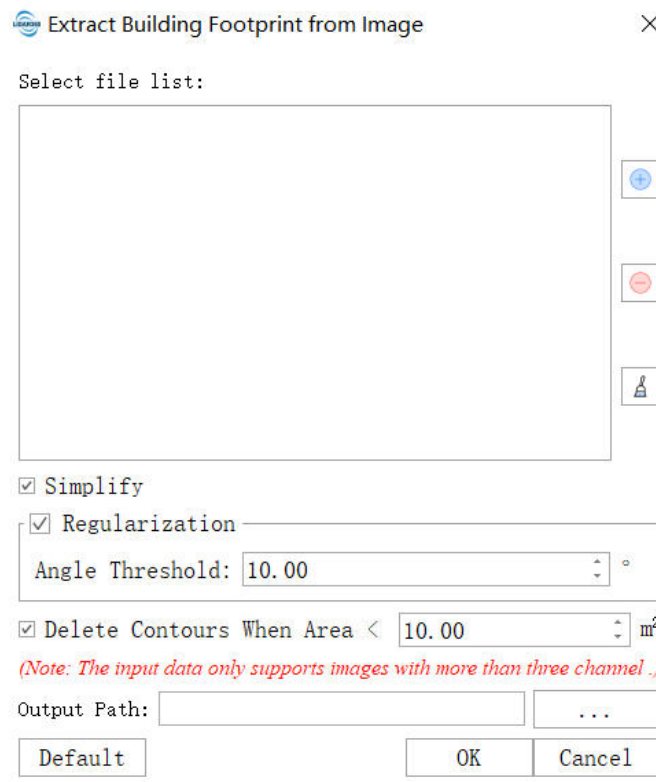 Extract Building Footprint from Image
Select file list:
Simplify
Regularization
Angle Threshold: 10.00 °
Delete Contours When Area < 10.00 m²
(Note: The input data only supports images with more than three channel .)
Output Path: ...
Default OK Cancel